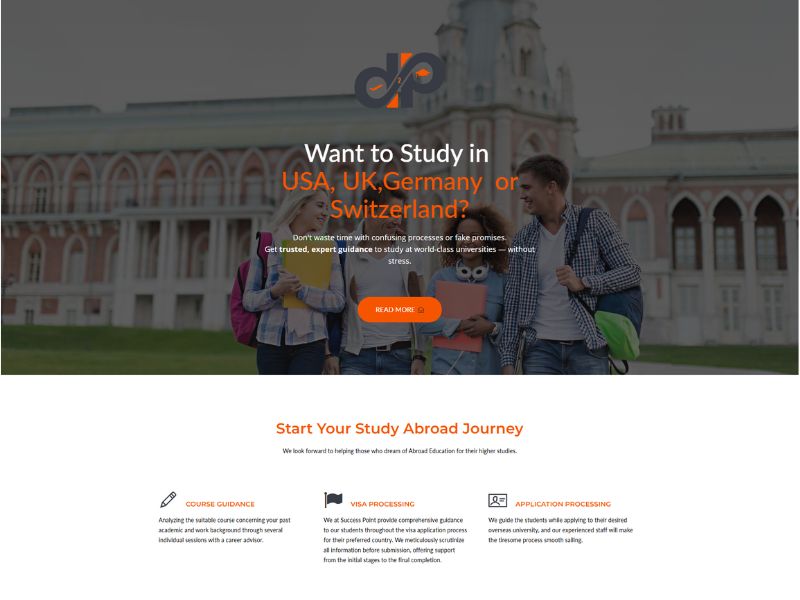 d2p
Want to Study in
USA, UK,Germany or
Switzerland?
Don't waste time with confusing processes or fake promises.
Get trusted, expert guidance to study at world-class universities — without
stress.
READ MORE
Start Your Study Abroad Journey
We look forward to helping those who dream of Abroad Education for their higher studies.
COURSE GUIDANCE
Analyzing the suitable course concerning your past
academic and work background through several
individual sessions with a career advisor.
VISA PROCESSING
We at Success Point provide comprehensive guidance
to our students throughout the visa application process
for their preferred country. We meticulously scrutinize
all information before submission, offering support
from the initial stages to the final completion.
APPLICATION PROCESSING
We guide the students while applying to their desired
overseas university, and our experienced staff will make
the tiresome process smooth sailing.